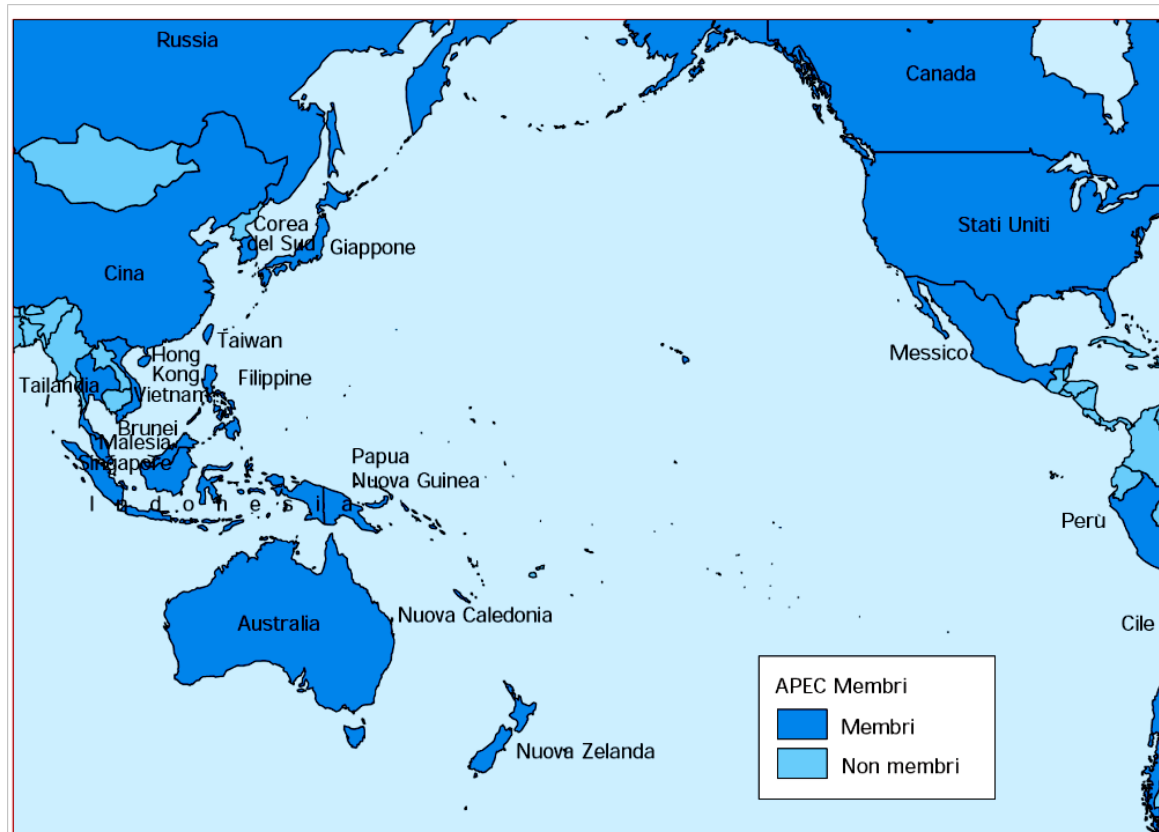 Russia
Canada
Corea
del Sud
Giappone
Stati Uniti
Cina
Taiwan
Hong
Kong
Messico
Tailandia
Filippine
Vietnam
Brunei
Malesia
Singapore
Papua
Nuova Guinea
I n d o n e s i a
Perù
Nuova Caledonia
Australia
Cile
Nuova Zelanda
APEC Membri
Membri
Non membri